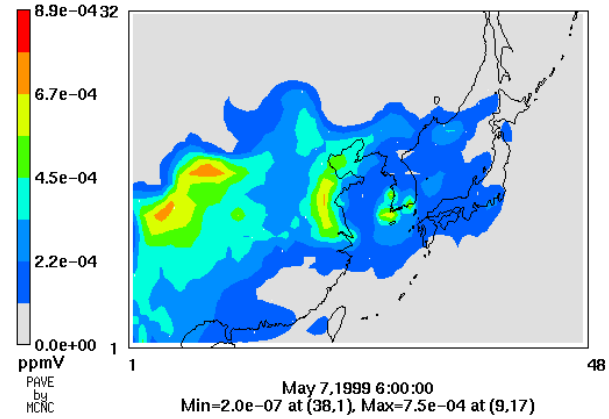 8.9e-04
32
6.7e-04
4.5e-04
2.2e-04
0.0e+00
1
ppmV
1
48
PAVE
by
MCNC
May 7,1999 6:00:00
Min=2.0e-07 at (38,1), Max=7.5e-04 at (9,17)